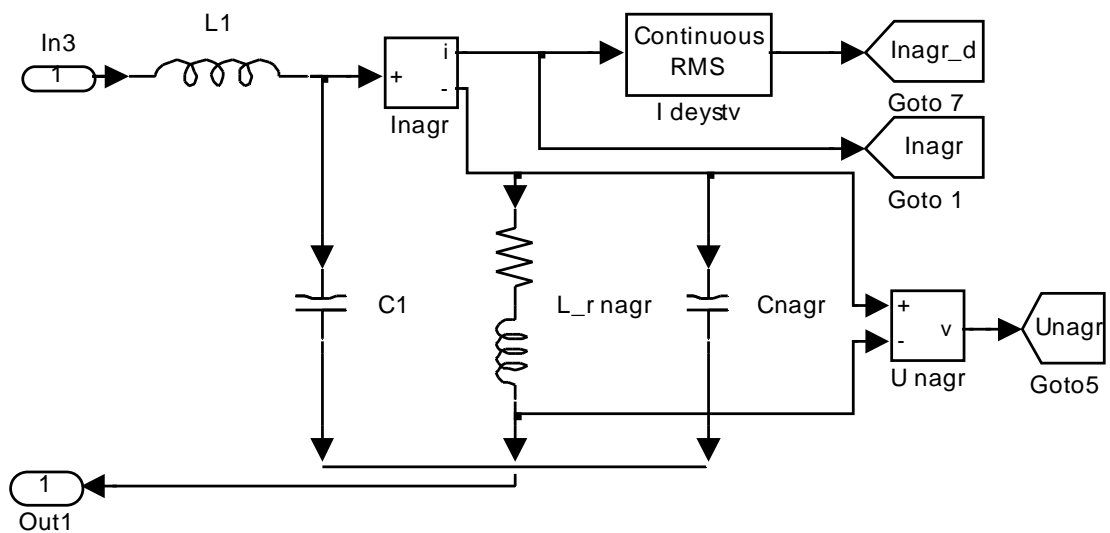 L1
In3
1
+
i
-
Inagr
Continuous
RMS
I deystv
Inagr_d
Goto 7
Inagr
Goto 1
C1
L_r nagr
Cnagr
+
-
v
U nagr
Unagr
Goto5
1
Out1